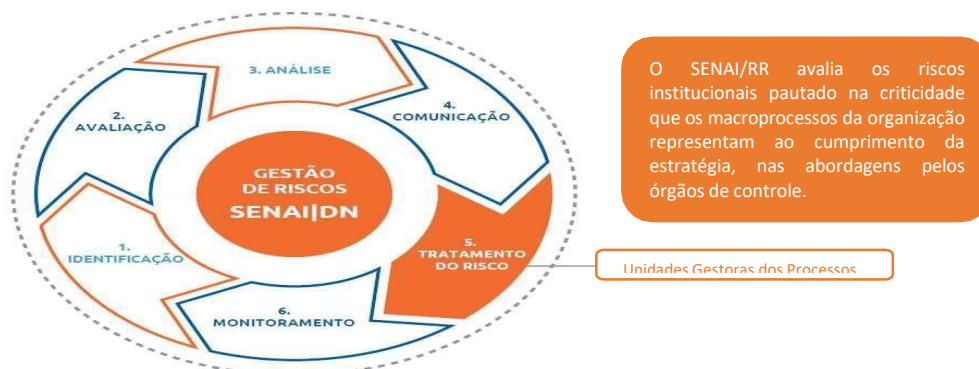 3. ANÁLISE
2.
AVALIAÇÃO
4.
COMUNICAÇÃO
GESTÃO
DE RISCOS
SENAI|DN
1.
IDENTIFICAÇÃO
5.
TRATAMENTO
DO RISCO
6.
MONITORAMENTO
O SENAI/RR avalia os riscos
institucionais pautado na criticidade
que os macroprocessos da organização
representam ao cumprimento da
estratégia, nas abordagens pelos
órgãos de controle.
Unidades Gestoras dos Processos